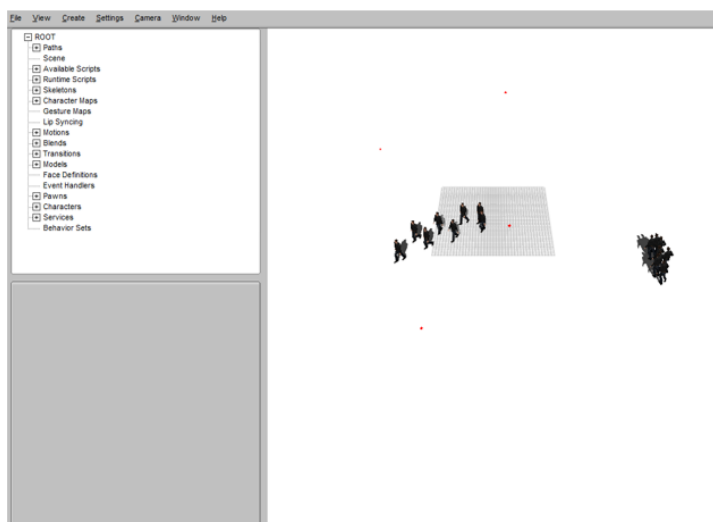 File View Create Settings Camera Window Help
ROOT
Paths
Scene
Available Scripts
Runtime Scripts
Skeletons
Character Maps
Gesture Maps
Lip Syncing
Motions
Blends
Transitions
Models
Face Definitions
Event Handlers
Pawns
Characters
Services
Behavior Sets